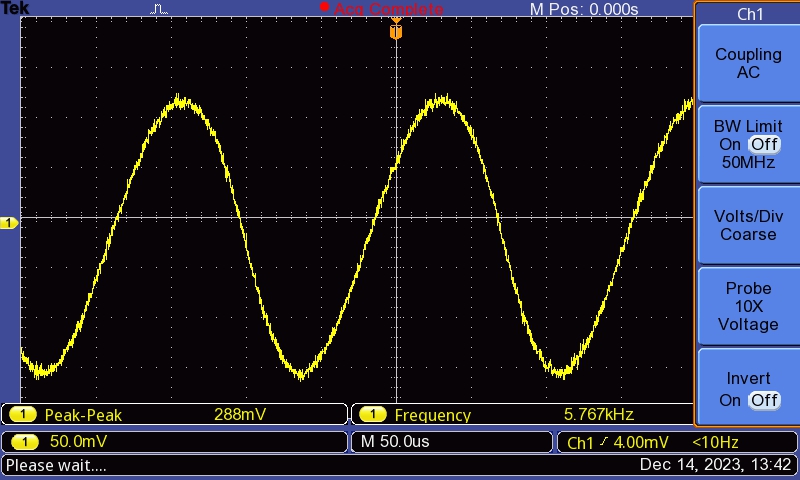 Tek
Acq Complete
M Pos: 0.000s
T
1
Ch1
Coupling
AC
BW Limit
On Off
50MHz
Volts/Div
Coarse
Probe
10X
Voltage
Invert
On Off
1 Peak-Peak 288mV
1 Frequency 5.767kHz
1 50.0mV
M 50.0us
Ch1 4.00mV <10Hz
Please wait....
Dec 14, 2023, 13:42